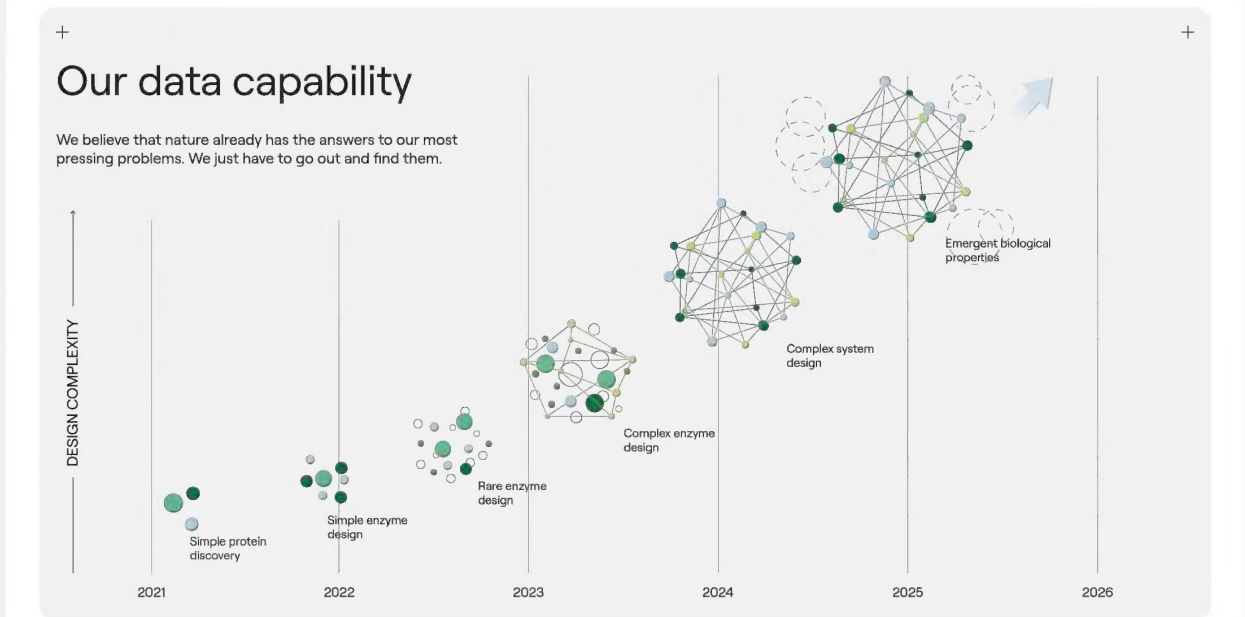 Our data capability
We believe that nature already has the answers to our most
pressing problems. We just have to go out and find them.
DESIGN COMPLEXITY
Simple protein
discovery
Simple enzyme
design
Rare enzyme
design
Complex enzyme
design
Complex system
design
Emergent biological
properties
2021
2022
2023
2024
2025
2026